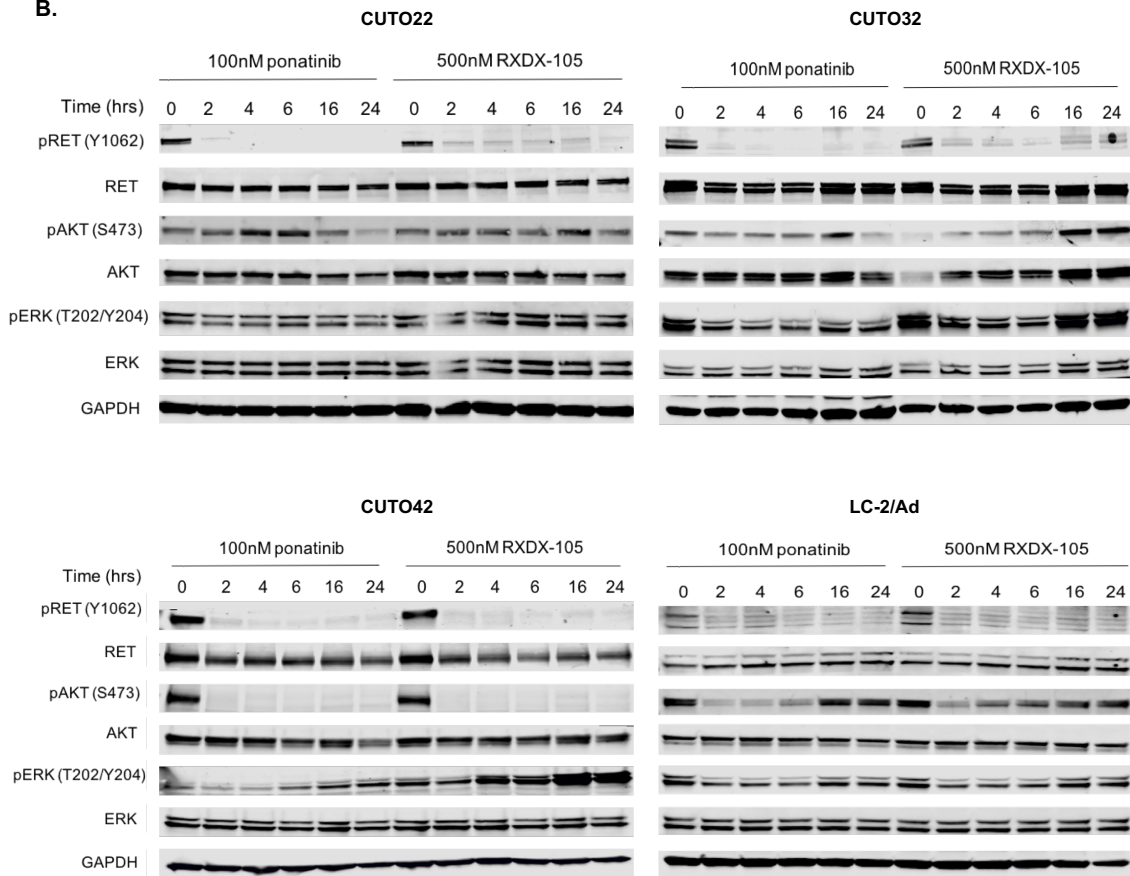 B.
CUTO22
CUTO32
100nM ponatinib 500nM RXDX-105
100nM ponatinib 500nM RXDX-105
Time (hrs) 0 2 4 6 16 24 0 2 4 6 16 24
0 2 4 6 16 24 0 2 4 6 16 24
pRET (Y1062)
RET
pAKT (S473)
AKT
pERK (T202/Y204)
ERK
GAPDH
CUTO42
LC-2/Ad
100nM ponatinib 500nM RXDX-105
100nM ponatinib 500nM RXDX-105
Time (hrs)
0 2 4 6 16 24 0 2 4 6 16 24
0 2 4 6 16 24 0 2 4 6 16 24
pRET (Y1062)
RET
pAKT (S473)
AKT
pERK (T202/Y204)
ERK
GAPDH